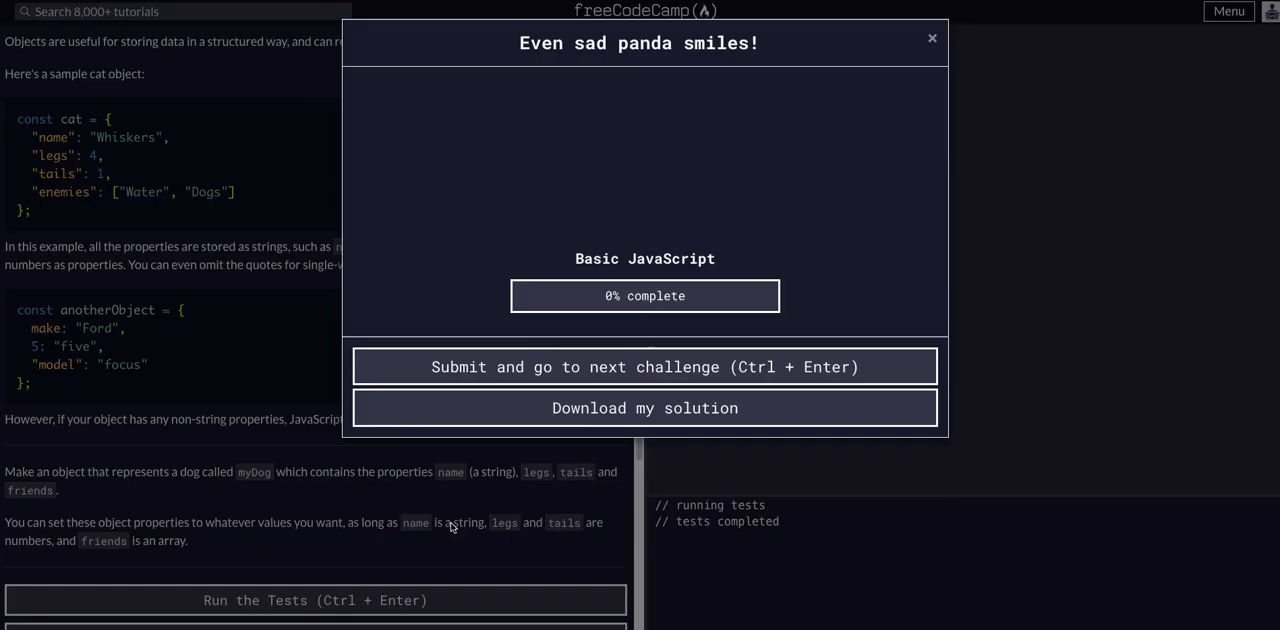 Search 8,000+ tutorials
freeCodeCamp
Menu
Objects are useful for storing data in a structured way, and can re
Here's a sample cat object:
const cat = {
"name": "Whiskers",
"legs": 4,
"tails": 1,
"enemies": ["Water", "Dogs"]
};
In this example, all the properties are stored as strings, such as n
numbers as properties. You can even omit the quotes for single-w
const anotherObject = {
make: "Ford",
5: "five",
"model": "focus"
};
However, if your object has any non-string properties, JavaScript
Make an object that represents a dog called myDog which contains the properties name (a string), legs, tails and
friends.
You can set these object properties to whatever values you want, as long as name is a string, legs and tails are
numbers, and friends is an array.
Run the Tests (Ctrl + Enter)
Even sad panda smiles!
×
Basic JavaScript
0% complete
Submit and go to next challenge (Ctrl + Enter)
Download my solution
// running tests
// tests completed